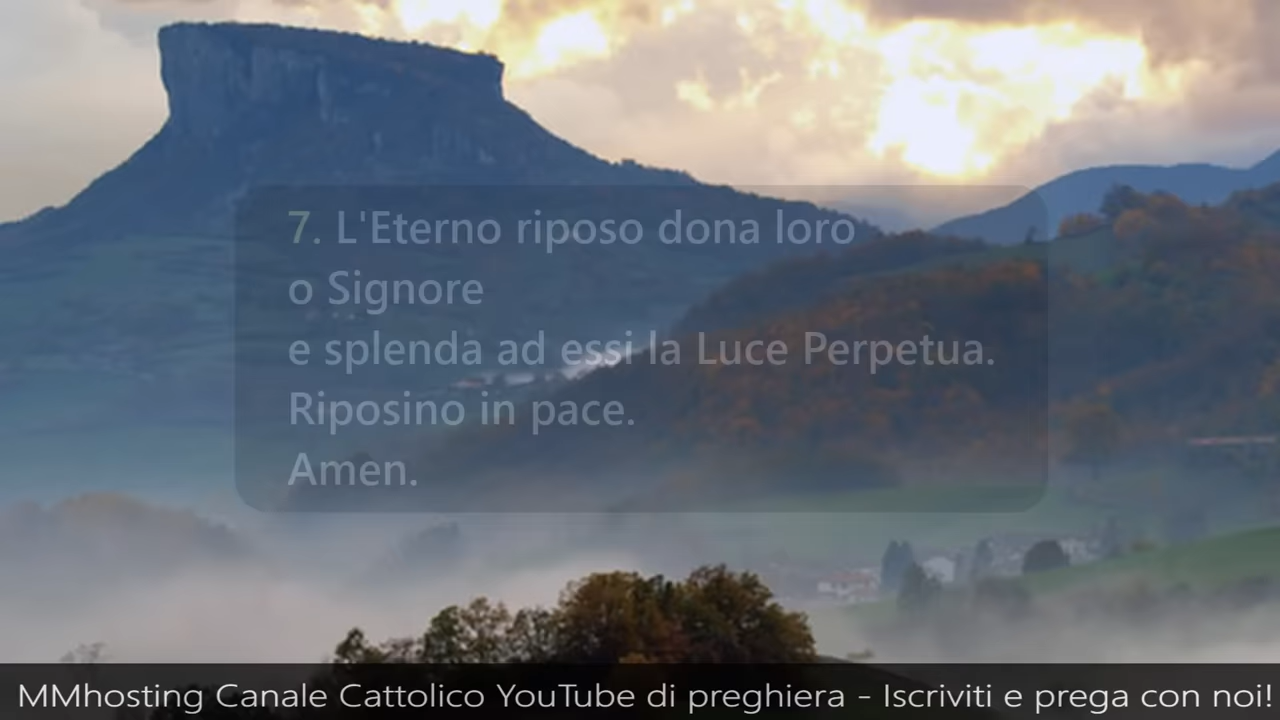 7. L'Eterno riposo dona loro
o Signore
e splenda ad essi la Luce Perpetua.
Riposino in pace.
Amen.
MMhosting Canale Cattolico YouTube di preghiera - Iscriviti e prega con noi!